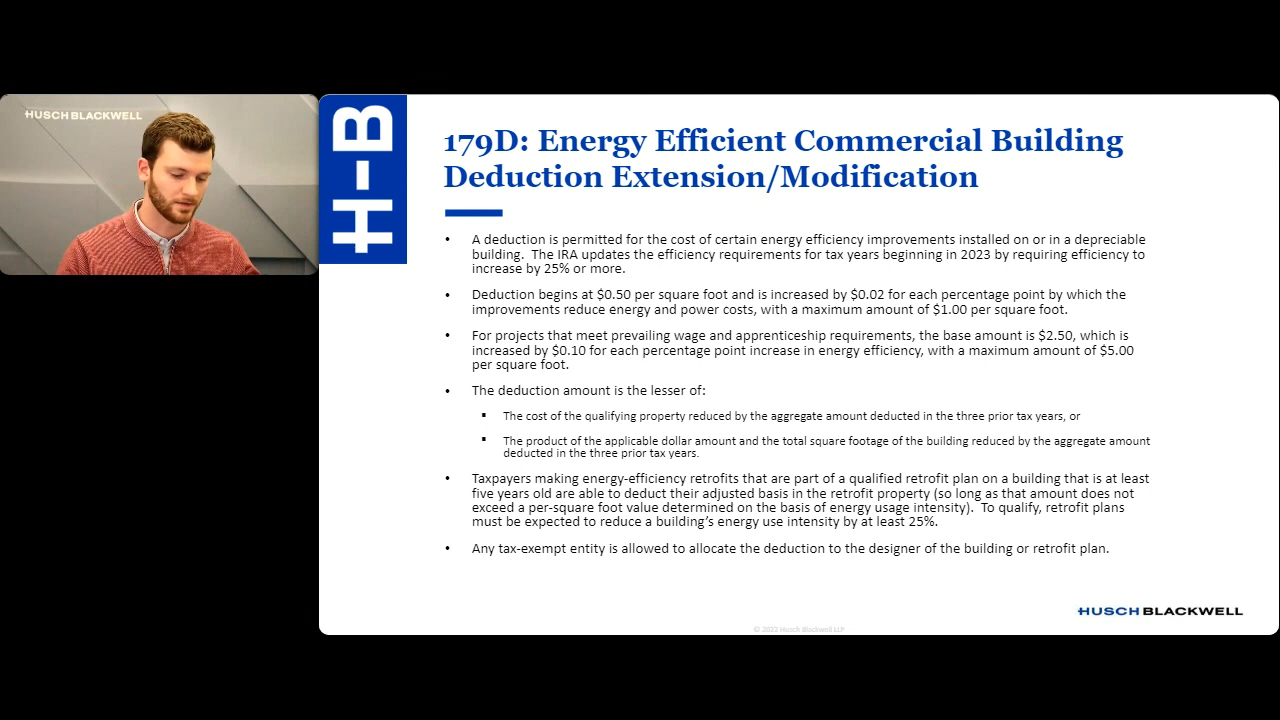 HUSCH BLACKWELL
H-B
179D: Energy Efficient Commercial Building
Deduction Extension/Modification
• A deduction is permitted for the cost of certain energy efficiency improvements installed on or in a depreciable
building. The IRA updates the efficiency requirements for tax years beginning in 2023 by requiring efficiency to
increase by 25% or more.
• Deduction begins at $0.50 per square foot and is increased by $0.02 for each percentage point by which the
improvements reduce energy and power costs, with a maximum amount of $1.00 per square foot.
• For projects that meet prevailing wage and apprenticeship requirements, the base amount is $2.50, which is
increased by $0.10 for each percentage point increase in energy efficiency, with a maximum amount of $5.00
per square foot.
• The deduction amount is the lesser of:
▪ The cost of the qualifying property reduced by the aggregate amount deducted in the three prior tax years, or
▪ The product of the applicable dollar amount and the total square footage of the building reduced by the aggregate amount
deducted in the three prior tax years.
• Taxpayers making energy-efficiency retrofits that are part of a qualified retrofit plan on a building that is at least
five years old are able to deduct their adjusted basis in the retrofit property (so long as that amount does not
exceed a per-square foot value determined on the basis of energy usage intensity). To qualify, retrofit plans
must be expected to reduce a building's energy use intensity by at least 25%.
• Any tax-exempt entity is allowed to allocate the deduction to the designer of the building or retrofit plan.
HUSCH BLACKWELL
© 2022 Husch Blackwell LLP